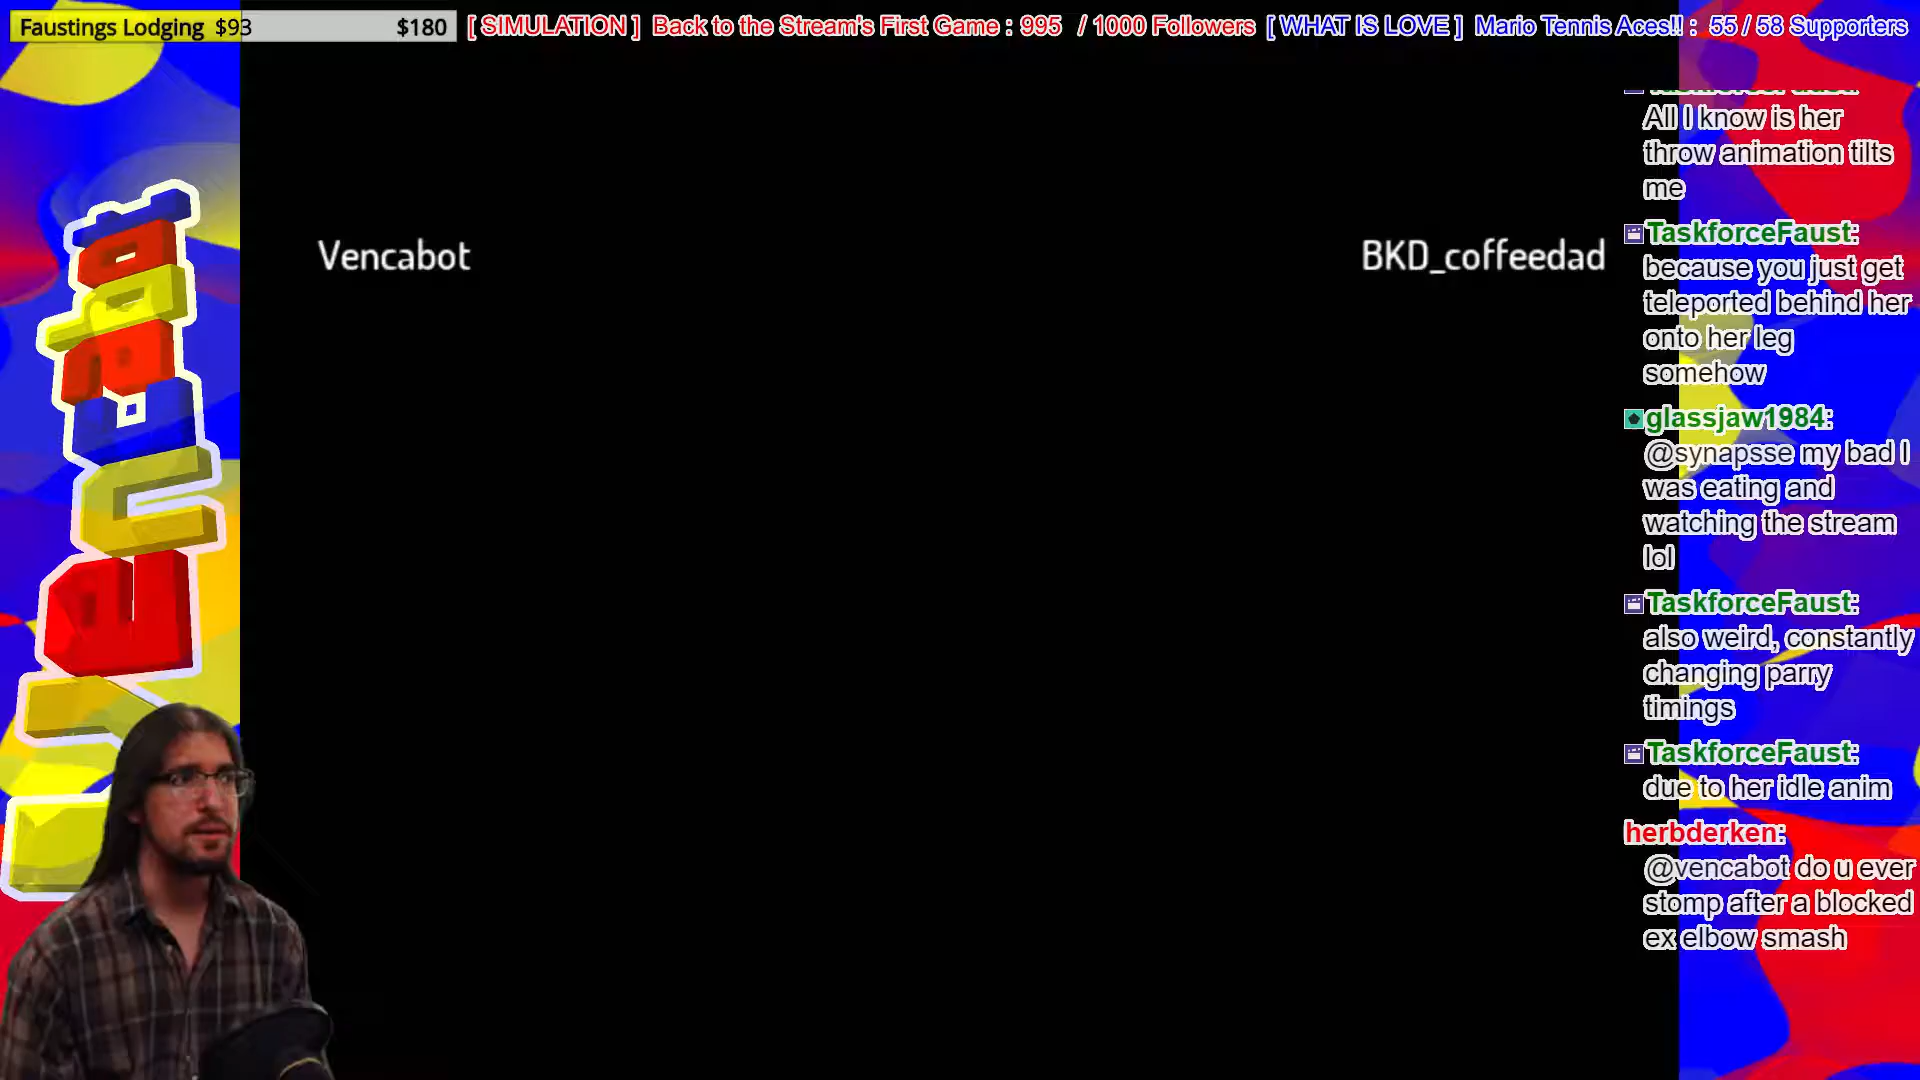 Faustings Lodging $93 $180 [ SIMULATION ] Back to the Stream's First Game : 995 / 1000 Followers [ WHAT IS LOVE ] Mario Tennis Aces!! : 55 / 58 Supporters
Vencabot
BKD_coffeedad
All I know is her
throw animation tilts
me
TaskforceFaust:
because you just get
teleported behind her
onto her leg
somehow
glassjaw1984:
@synapsse my bad I
was eating and
watching the stream
lol
TaskforceFaust:
also weird, constantly
changing parry
timings
TaskforceFaust:
due to her idle anim
herbderken:
@vencabot do u ever
stomp after a blocked
ex elbow smash